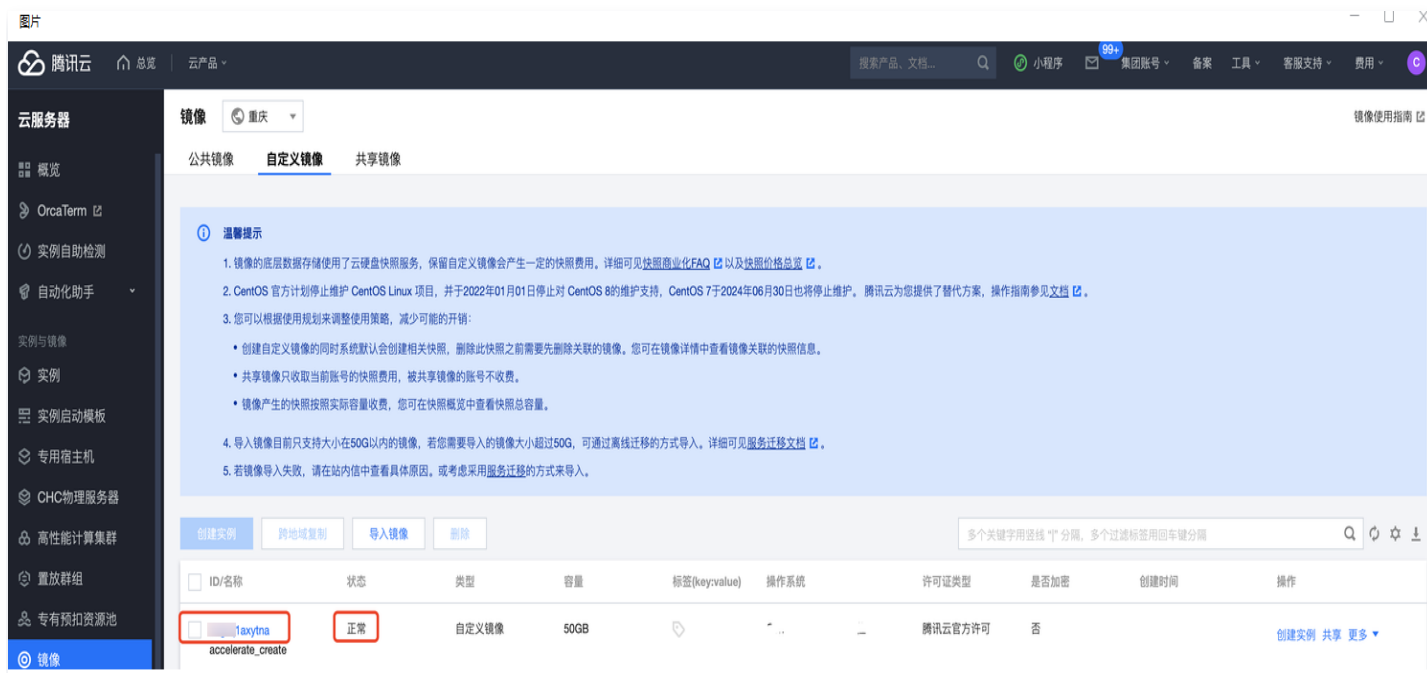 图片
腾讯云 总览 云产品 搜索产品、文档... 小程序 99+ 集团账号 备案 工具 客服支持 费用 C
云服务器
概览
OrcaTerm
实例自助检测
自动化助手
实例与镜像
实例
实例启动模板
专用宿主机
CHC物理服务器
高性能计算集群
置放群组
专有预扣资源池
镜像
镜像 重庆 镜像使用指南
公共镜像 自定义镜像 共享镜像
温馨提示
1. 镜像的底层数据存储使用了云硬盘快照服务，保留自定义镜像会产生一定的快照费用。详细可见快照商业化FAQ 以及快照价格总览 。
2. CentOS 官方计划停止维护 CentOS Linux 项目，并于2022年01月01日停止对 CentOS 8的维护支持，CentOS 7于2024年06月30日也将停止维护。 腾讯云为您提供了替代方案，操作指南参见文档 。
3. 您可以根据使用规划来调整使用策略，减少可能的开销：
• 创建自定义镜像的同时系统默认会创建相关快照，删除此快照之前需要先删除关联的镜像。您可在镜像详情中查看镜像关联的快照信息。
• 共享镜像只收取当前账号的快照费用，被共享镜像的账号不收费。
• 镜像产生的快照按照实际容量收费，您可在快照概览中查看快照总容量。
4. 导入镜像目前只支持大小在50G以内的镜像，若您需要导入的镜像大小超过50G，可通过离线迁移的方式导入。详细可见服务迁移文档 。
5. 若镜像导入失败，请在站内信中查看具体原因。或考虑采用服务迁移的方式来导入。
创建实例 跨地域复制 导入镜像 删除 多个关键字用竖线 "|" 分隔，多个过滤标签用回车键分隔
ID/名称 状态 类型 容量 标签(key:value) 操作系统 许可证类型 是否加密 创建时间 操作
1axytna 正常 自定义镜像 50GB 腾讯云官方许可 否 创建实例 共享 更多
accelerate_create